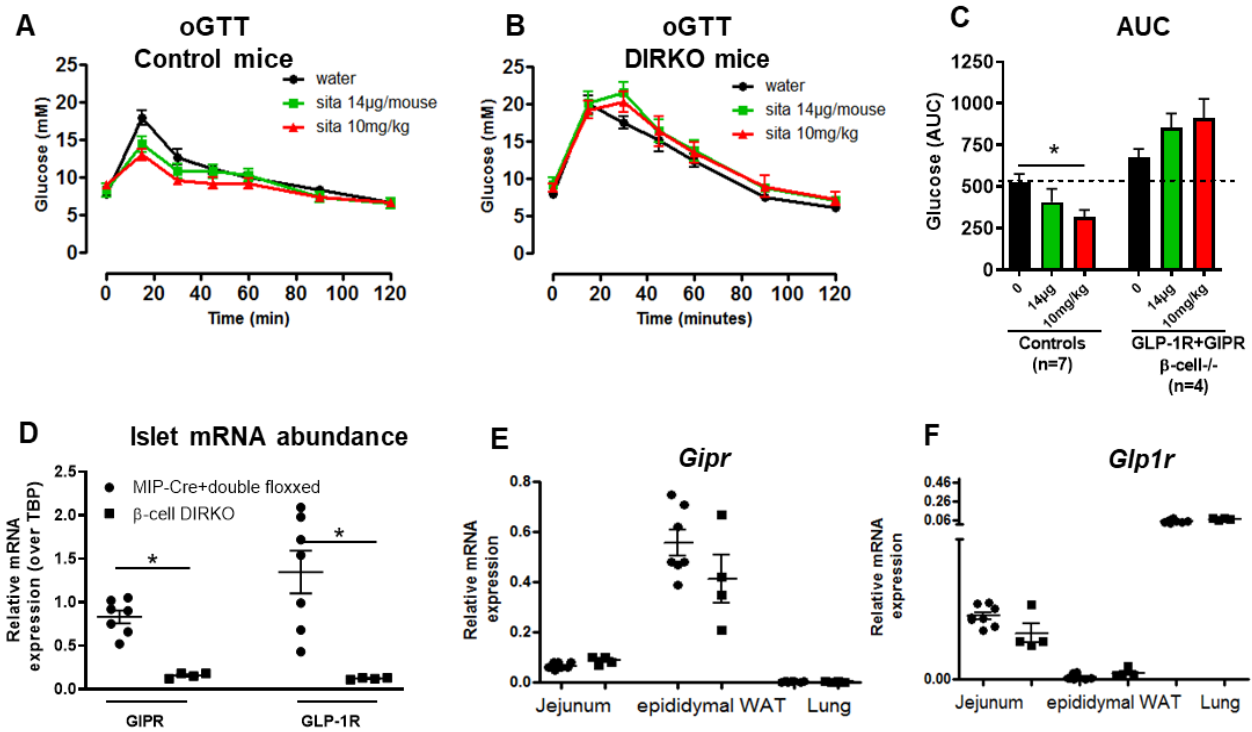 A
oGTT
Control mice
25
20
15
10
5
0
Glucose (mM)
water
sita 14µg/mouse
sita 10mg/kg
0 20 40 60 80 100 120
Time (min)
B
oGTT
DIRKO mice
25
20
15
10
5
0
Glucose (mM)
water
sita 14µg/mouse
sita 10mg/kg
0 20 40 60 80 100 120
Time (minutes)
C
AUC
1250
1000
750
500
250
0
Glucose (AUC)
*
0 14µg 10mg/kg 0 14µg 10mg/kg
Controls
(n=7)
GLP-1R+GIPR
β-cell-/-
(n=4)
D
Islet mRNA abundance
2.5
2.0
1.5
1.0
0.5
0.0
Relative mRNA
expression (over TBP)
MIP-Cre+double floxxed
β-cell DIRKO
*
*
GIPR GLP-1R
E
Gipr
0.8
0.6
0.4
0.2
0.0
Relative mRNA
expression
Jejunum epididymal WAT Lung
F
Glp1r
0.46
0.26
0.06
0.00
Relative mRNA
expression
Jejunum epididymal WAT Lung